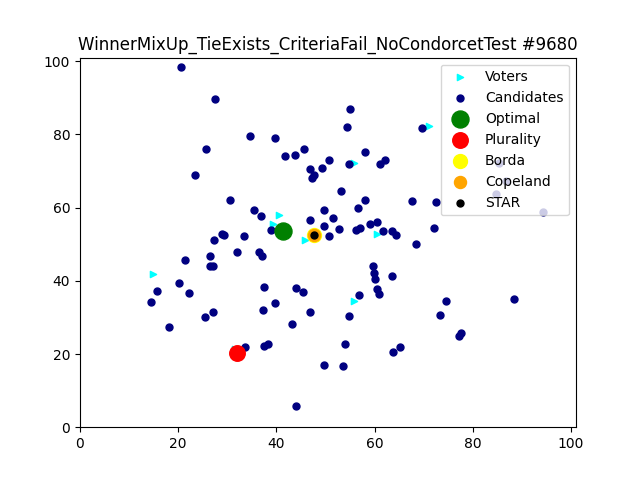 WinnerMixUp_TieExists_CriteriaFail_NoCondorcetTest #9680
100
80
60
40
20
0
0 20 40 60 80 100
Voters
Candidates
Optimal
Plurality
Borda
Copeland
STAR